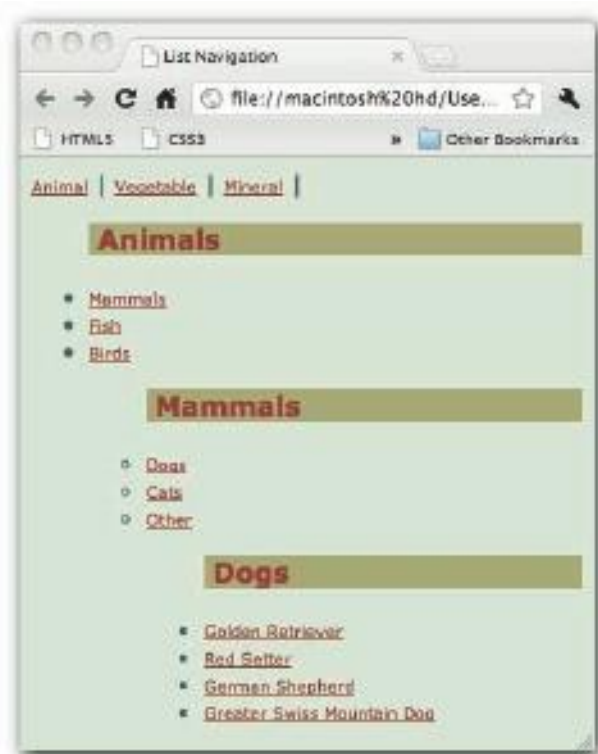 List Navigation
file://macintosh%20hd/Use...
HTML5 CSS3 » Other Bookmarks
Animal | Vegetable | Mineral |
Animals
Mammals
Fish
Birds
Mammals
Dogs
Cats
Other
Dogs
Golden Retriever
Red Setter
German Shepherd
Greater Swiss Mountain Dog